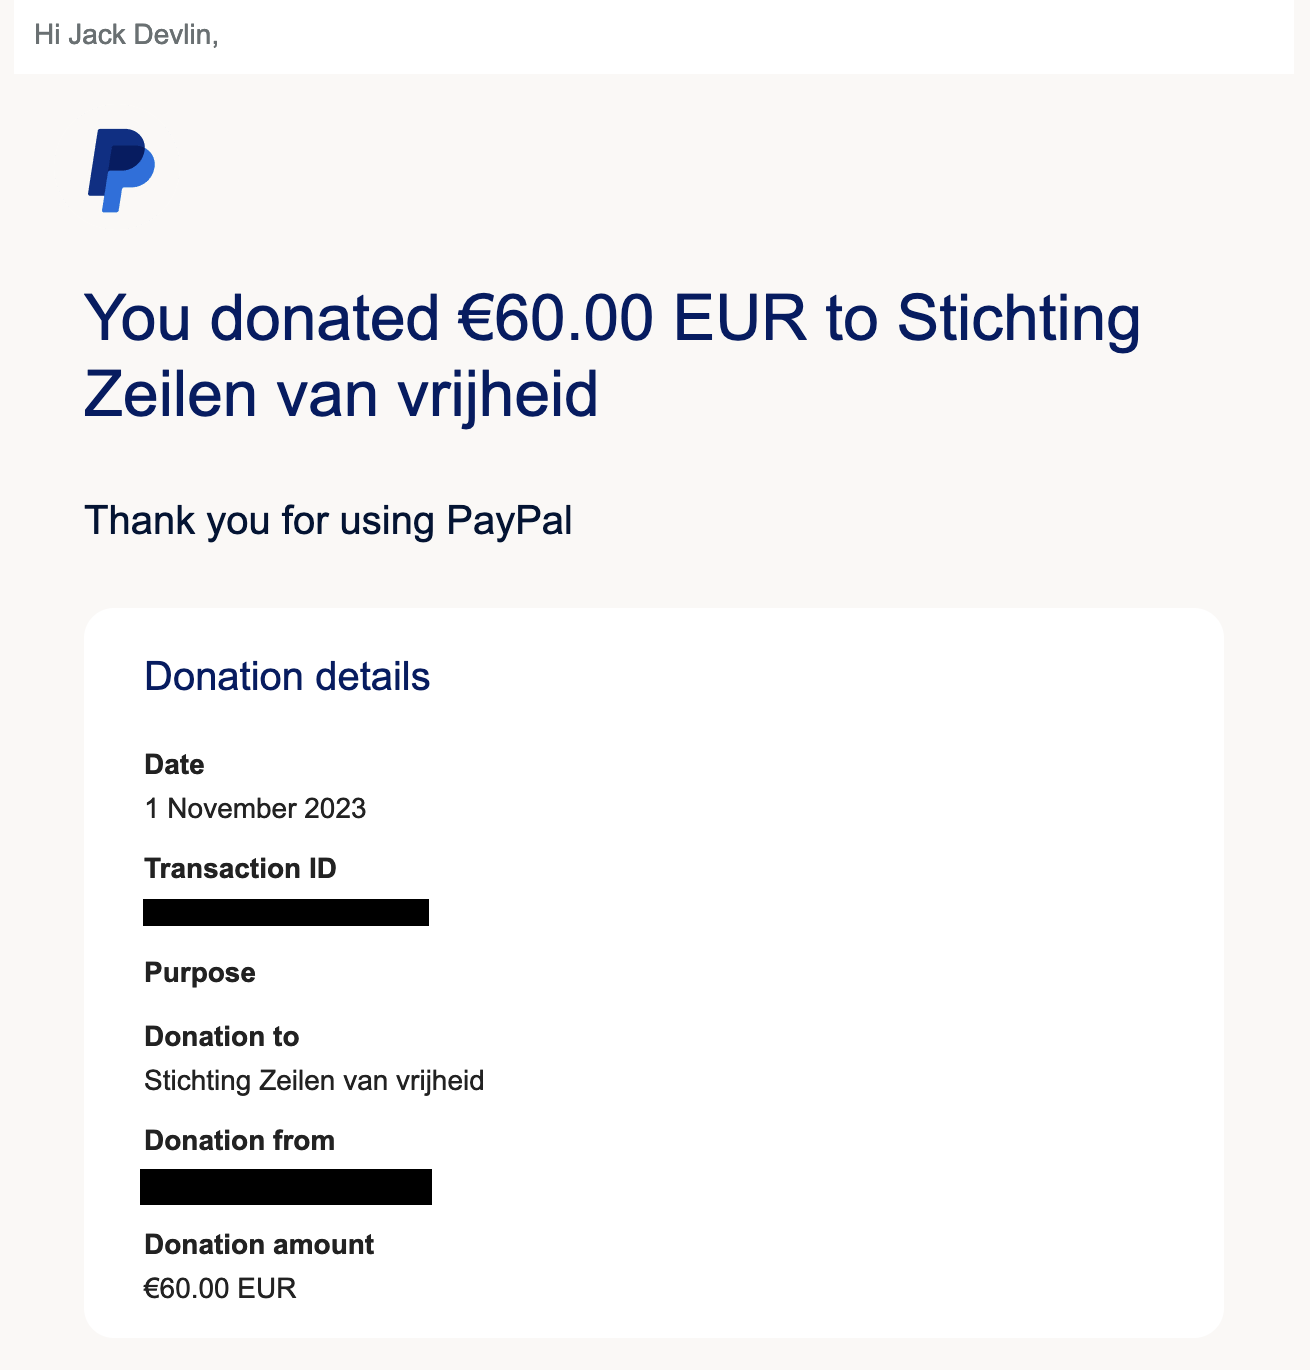 Hi Jack Devlin,
You donated €60.00 EUR to Stichting
Zeilen van vrijheid
Thank you for using PayPal
Donation details
Date
1 November 2023
Transaction ID
Purpose
Donation to
Stichting Zeilen van vrijheid
Donation from
Donation amount
€60.00 EUR